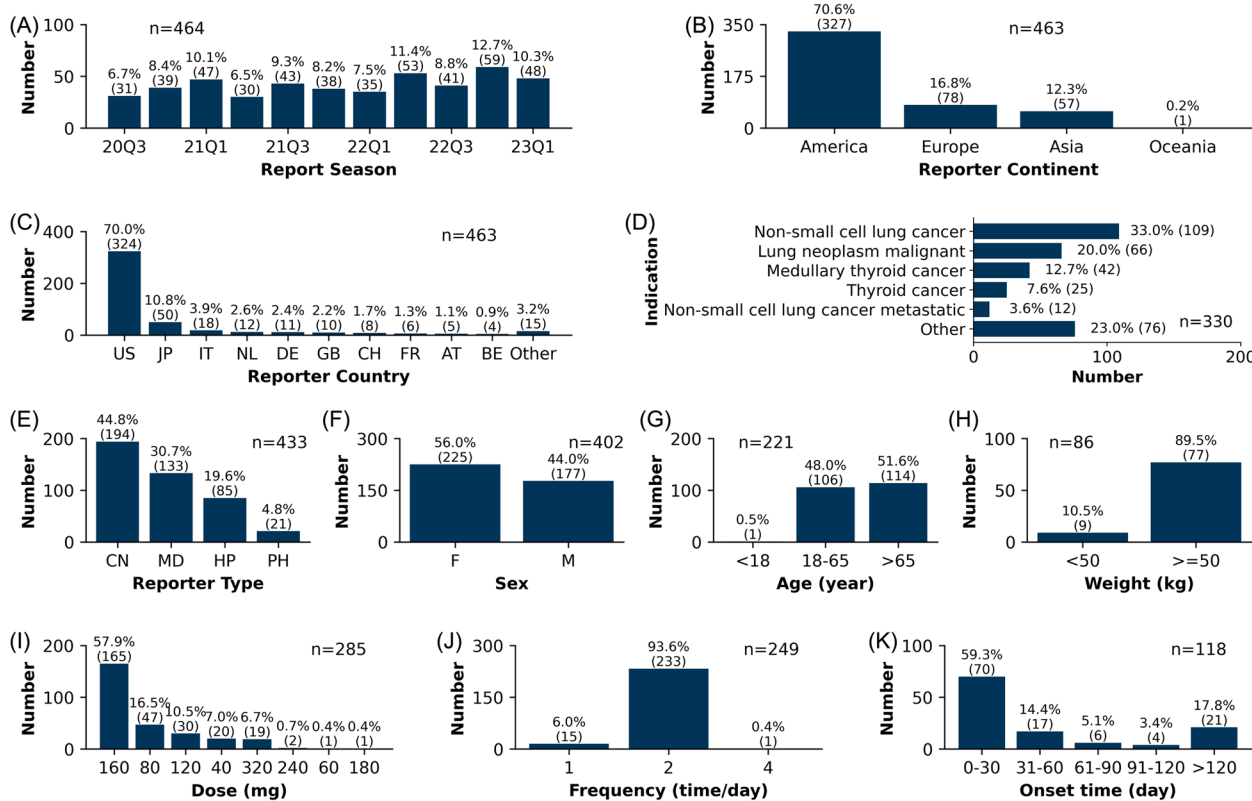 (A)
n=464
Number
100
50
0
6.7%
(31)
8.4%
(39)
10.1%
(47)
6.5%
(30)
9.3%
(43)
8.2%
(38)
7.5%
(35)
11.4%
(53)
8.8%
(41)
12.7%
(59)
10.3%
(48)
20Q3 21Q1 21Q3 22Q1 22Q3 23Q1
Report Season
(B)
n=463
Number
350
175
0
70.6%
(327)
16.8%
(78)
12.3%
(57)
0.2%
(1)
America Europe Asia Oceania
Reporter Continent
(C)
n=463
Number
400
200
0
70.0%
(324)
10.8%
(50)
3.9%
(18)
2.6%
(12)
2.4%
(11)
2.2%
(10)
1.7%
(8)
1.3%
(6)
1.1%
(5)
0.9%
(4)
3.2%
(15)
US JP IT NL DE GB CH FR AT BE Other
Reporter Country
(D)
Indication
Non-small cell lung cancer 33.0% (109)
Lung neoplasm malignant 20.0% (66)
Medullary thyroid cancer 12.7% (42)
Thyroid cancer 7.6% (25)
Non-small cell lung cancer metastatic 3.6% (12)
Other 23.0% (76)
n=330
0 100 200
Number
(E)
n=433
Number
200
100
0
44.8%
(194)
30.7%
(133)
19.6%
(85)
4.8%
(21)
CN MD HP PH
Reporter Type
(F)
n=402
Number
300
150
0
56.0%
(225)
44.0%
(177)
F M
Sex
(G)
n=221
Number
200
100
0
0.5%
(1)
48.0%
(106)
51.6%
(114)
<18 18-65 >65
Age (year)
(H)
n=86
Number
100
50
0
10.5%
(9)
89.5%
(77)
<50 >=50
Weight (kg)
(I)
n=285
Number
200
100
0
57.9%
(165)
16.5%
(47)
10.5%
(30)
7.0%
(20)
6.7%
(19)
0.7%
(2)
0.4%
(1)
0.4%
(1)
160 80 120 40 320 240 60 180
Dose (mg)
(J)
n=249
Number
300
150
0
6.0%
(15)
93.6%
(233)
0.4%
(1)
1 2 4
Frequency (time/day)
(K)
n=118
Number
100
50
0
59.3%
(70)
14.4%
(17)
5.1%
(6)
3.4%
(4)
17.8%
(21)
0-30 31-60 61-90 91-120 >120
Onset time (day)